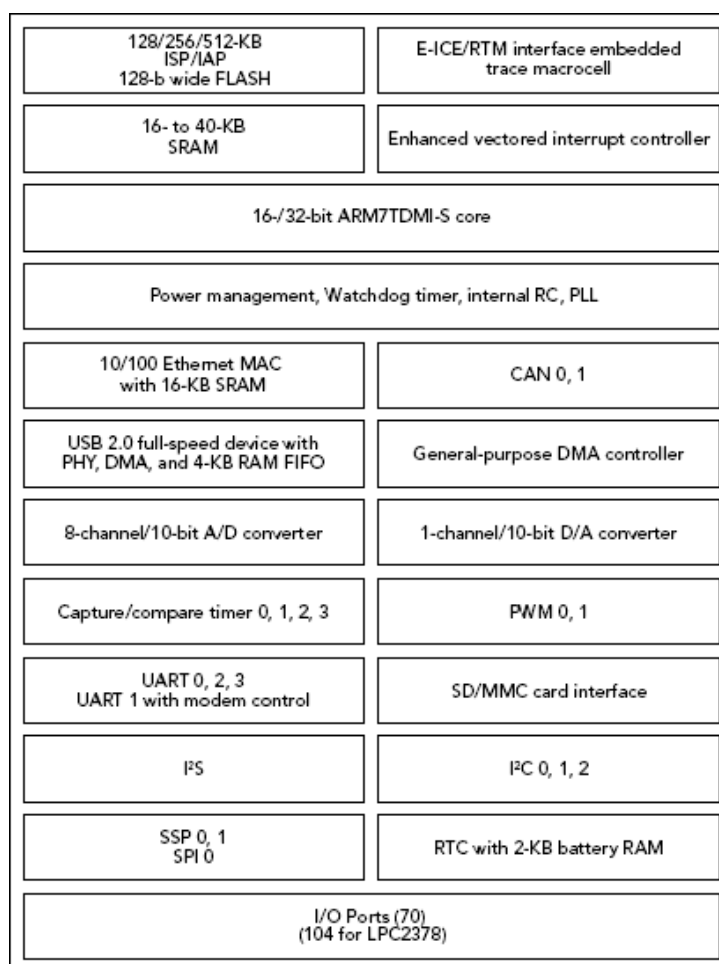 128/256/512-KB
ISP/IAP
128-b wide FLASH
E-ICE/RTM interface embedded
trace macrocell
16- to 40-KB
SRAM
Enhanced vectored interrupt controller
16-/32-bit ARM7TDMI-S core
Power management, Watchdog timer, internal RC, PLL
10/100 Ethernet MAC
with 16-KB SRAM
CAN 0, 1
USB 2.0 full-speed device with
PHY, DMA, and 4-KB RAM FIFO
General-purpose DMA controller
8-channel/10-bit A/D converter
1-channel/10-bit D/A converter
Capture/compare timer 0, 1, 2, 3
PWM 0, 1
UART 0, 2, 3
UART 1 with modem control
SD/MMC card interface
I²S
I²C 0, 1, 2
SSP 0, 1
SPI 0
RTC with 2-KB battery RAM
I/O Ports (70)
(104 for LPC2378)